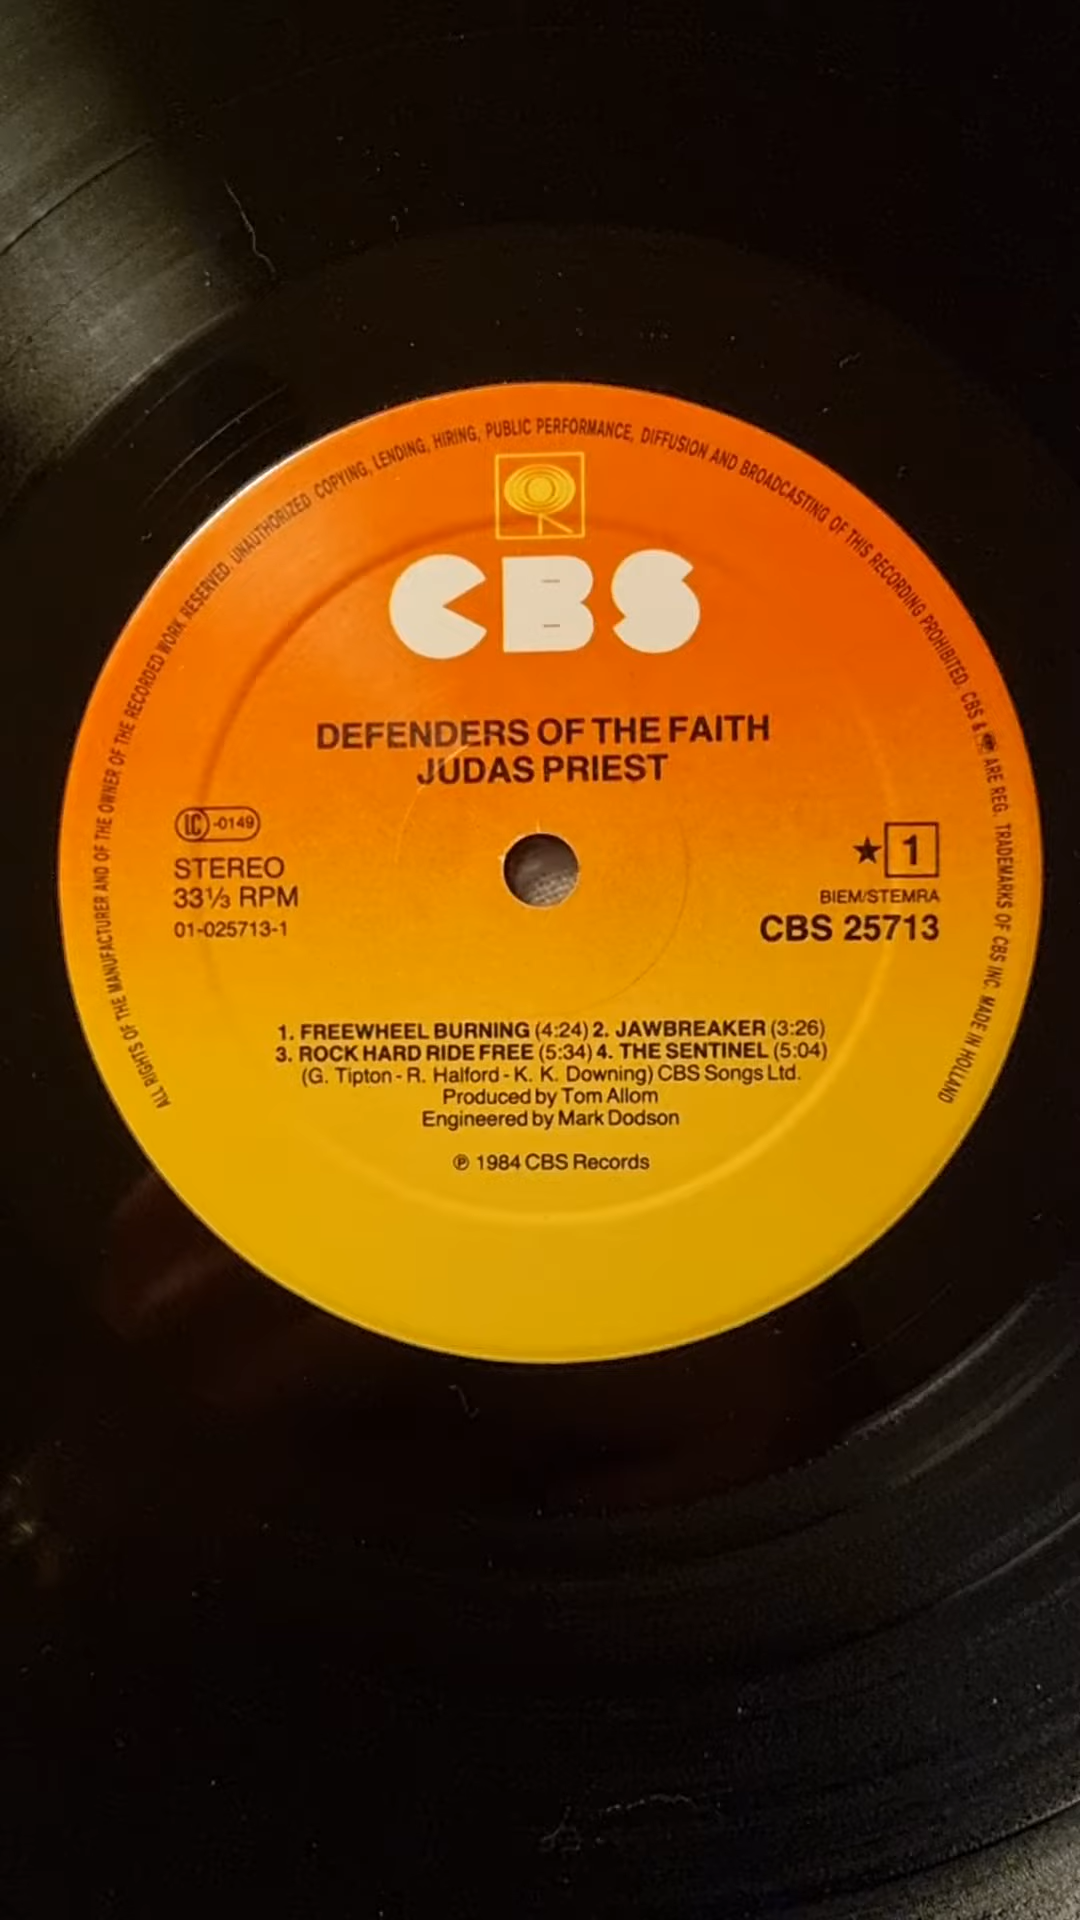 ALL RIGHTS OF THE MANUFACTURER AND OF THE OWNER OF THE RECORDED WORK RESERVED. UNAUTHORIZED COPYING, LENDING, HIRING, PUBLIC PERFORMANCE, DIFFUSION AND BROADCASTING OF THIS RECORDING PROHIBITED. CBS & ARE REG. TRADEMARKS OF CBS INC. MADE IN HOLLAND
CBS
DEFENDERS OF THE FAITH
JUDAS PRIEST
LC-0149
STEREO
33⅓ RPM
01-025713-1
★ 1
BIEM/STEMRA
CBS 25713
1. FREEWHEEL BURNING (4:24) 2. JAWBREAKER (3:26)
3. ROCK HARD RIDE FREE (5:34) 4. THE SENTINEL (5:04)
(G. Tipton - R. Halford - K. K. Downing) CBS Songs Ltd.
Produced by Tom Allom
Engineered by Mark Dodson
℗ 1984 CBS Records